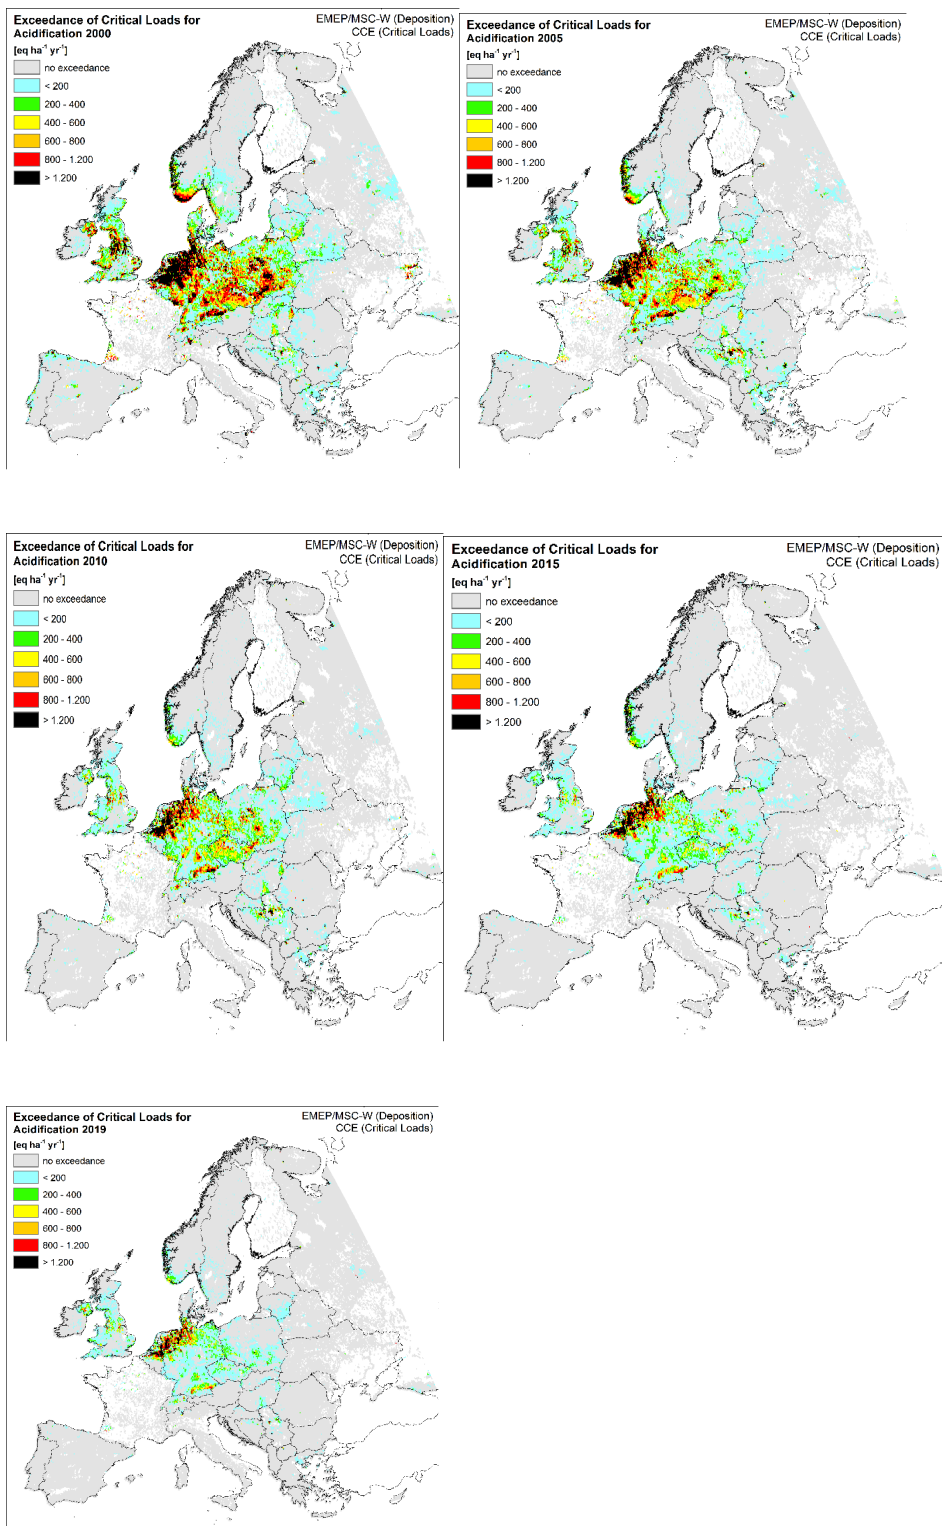 Exceedance of Critical Loads for
Acidification 2000
EMEP/MSC-W (Deposition)
CCE (Critical Loads)
[eq ha⁻¹ yr⁻¹]
no exceedance
< 200
200 - 400
400 - 600
600 - 800
800 - 1.200
> 1.200
Exceedance of Critical Loads for
Acidification 2005
EMEP/MSC-W (Deposition)
CCE (Critical Loads)
[eq ha⁻¹ yr⁻¹]
no exceedance
< 200
200 - 400
400 - 600
600 - 800
800 - 1.200
> 1.200
Exceedance of Critical Loads for
Acidification 2010
EMEP/MSC-W (Deposition)
CCE (Critical Loads)
[eq ha⁻¹ yr⁻¹]
no exceedance
< 200
200 - 400
400 - 600
600 - 800
800 - 1.200
> 1.200
Exceedance of Critical Loads for
Acidification 2015
EMEP/MSC-W (Deposition)
CCE (Critical Loads)
[eq ha⁻¹ yr⁻¹]
no exceedance
< 200
200 - 400
400 - 600
600 - 800
800 - 1.200
> 1.200
Exceedance of Critical Loads for
Acidification 2019
EMEP/MSC-W (Deposition)
CCE (Critical Loads)
[eq ha⁻¹ yr⁻¹]
no exceedance
< 200
200 - 400
400 - 600
600 - 800
800 - 1.200
> 1.200